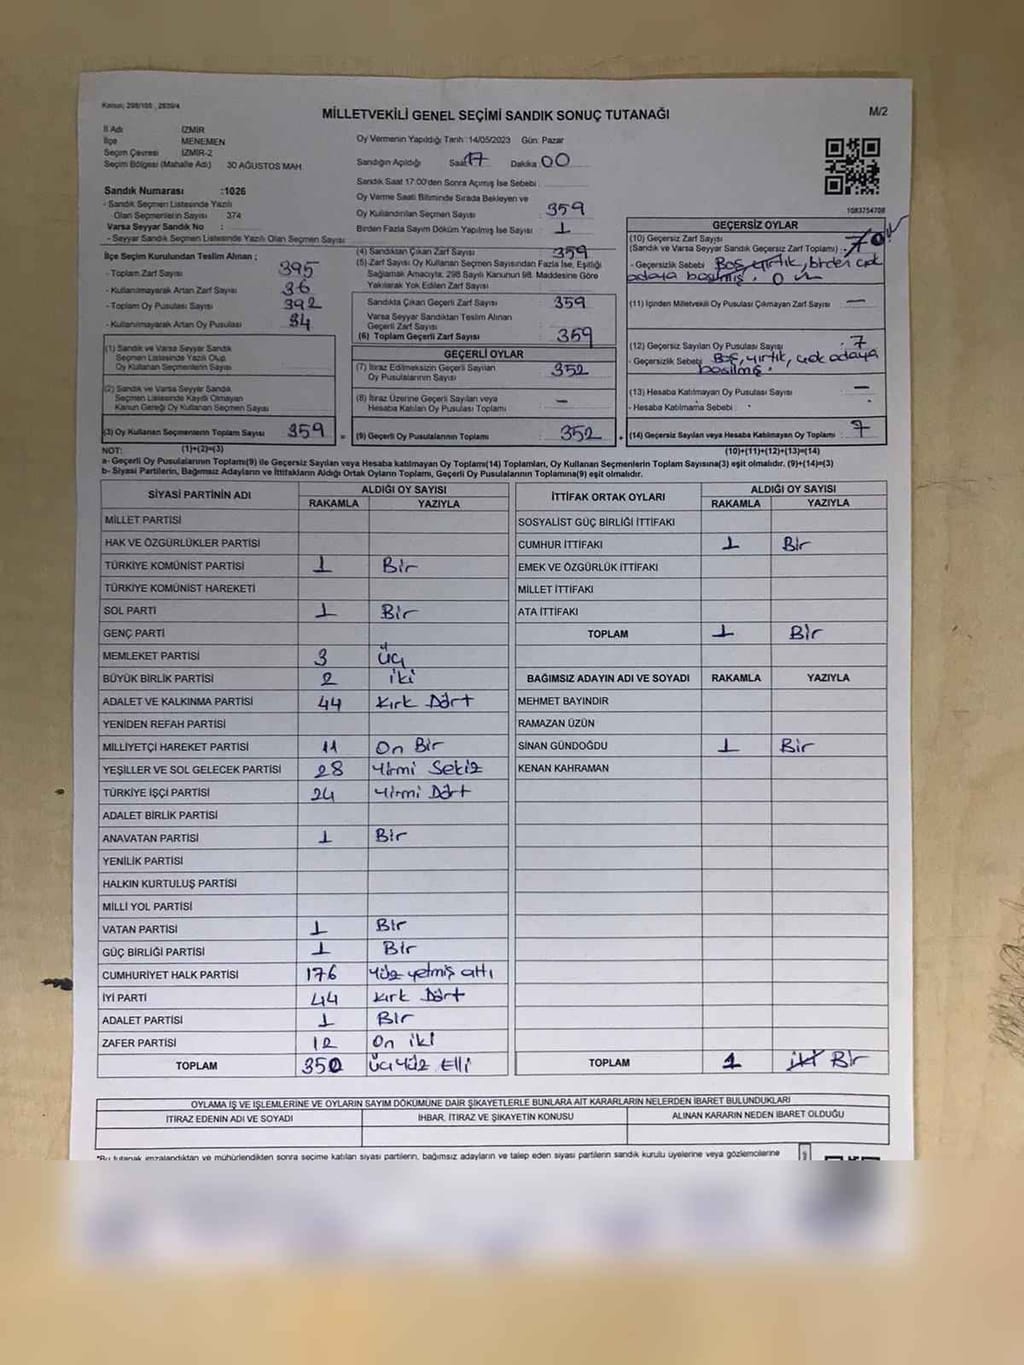 Kanun; 298/105 , 2839/4
MİLLETVEKİLİ GENEL SEÇİMİ SANDIK SONUÇ TUTANAĞI
M/2
İl Adı İZMİR
İlçe MENEMEN
Seçim Çevresi İZMİR-2
Seçim Bölgesi (Mahalle Adı) 30 AĞUSTOS MAH.
Sandık Numarası :1026
- Sandık Seçmen Listesinde Yazılı
Olan Seçmenlerin Sayısı 374
Varsa Seyyar Sandık No :
- Seyyar Sandık Seçmen Listesinde Yazılı Olan Seçmen Sayısı
İlçe Seçim Kurulundan Teslim Alınan ;
- Toplam Zarf Sayısı 395
- Kullanılmayarak Artan Zarf Sayısı 36
- Toplam Oy Pusulası Sayısı 392
- Kullanılmayarak Artan Oy Pusulası 34
(1) Sandık ve Varsa Seyyar Sandık
Seçmen Listesinde Yazılı Olup,
Oy Kullanan Seçmen Sayısı
(2) Sandık ve Varsa Seyyar Sandık
Seçmen Listesinde Kayıtlı Olmayan
Kanun Gereği Oy Kullanan Seçmen Sayısı
(3) Oy Kullanan Seçmenlerin Toplam Sayısı 359
Oy Vermenin Yapıldığı Tarih :14/05/2023 Gün: Pazar
Sandığın Açıldığı Saat 17 Dakika 00
Sandık Saat 17:00'den Sonra Açılmış İse Sebebi :
Oy Verme Saati Bitiminde Sırada Bekleyen ve
Oy Kullandırılan Seçmen Sayısı 359
Birden Fazla Sayım Döküm Yapılmış İse Sayısı 1
(4) Sandıktan Çıkan Zarf Sayısı 359
(5) Zarf Sayısı Oy Kullanan Seçmen Sayısından Fazla İse, Eşitliği
Sağlamak Amacıyla; 298 Sayılı Kanunun 98. Maddesine Göre
Yakılarak Yok Edilen Zarf Sayısı
Sandıkta Çıkan Geçerli Zarf Sayısı 359
Varsa Seyyar Sandıktan Teslim Alınan
Geçerli Zarf Sayısı
(6) Toplam Geçerli Zarf Sayısı 359
GEÇERLİ OYLAR
(7) İtiraz Edilmeksizin Geçerli Sayılan
Oy Pusulalarının Sayısı 352
(8) İtiraz Üzerine Geçerli Sayılan veya
Hesaba Katılan Oy Pusulası Toplamı –
= (9) Geçerli Oy Pusulalarının Toplamı 352
1083754708
GEÇERSİZ OYLAR
(10) Geçersiz Zarf Sayısı
(Sandık ve Varsa Seyyar Sandık Geçersiz Zarf Toplamı) : 7 0
- Geçersizlik Sebebi Boş, yırtık, birden çok
adaya basılmış. 0
(11) İçinden Milletvekili Oy Pusulası Çıkmayan Zarf Sayısı –
(12) Geçersiz Sayılan Oy Pusulası Sayısı : 7
- Geçersizlik Sebebi Boş, yırtık, çok adaya
basılmış.
(13) Hesaba Katılmayan Oy Pusulası Sayısı –
- Hesaba Katılmama Sebebi :
(14) Geçersiz Sayılan veya Hesaba Katılmayan Oy Toplamı : 7
NOT: (1)+(2)=(3) (10)+(11)+(12)+(13)=(14)
a- Geçerli Oy Pusulalarının Toplamı(9) ile Geçersiz Sayılan veya Hesaba katılmayan Oy Toplamı(14) Toplamları, Oy Kullanan Seçmenlerin Toplam Sayısına(3) eşit olmalıdır. (9)+(14)=(3)
b- Siyasi Partilerin, Bağımsız Adayların ve İttifakların Aldığı Ortak Oyların Toplamı, Geçerli Oy Pusulalarının Toplamına(9) eşit olmalıdır.
SİYASİ PARTİNİN ADI ALDIĞI OY SAYISI
RAKAMLA YAZIYLA
MİLLET PARTİSİ
HAK VE ÖZGÜRLÜKLER PARTİSİ
TÜRKİYE KOMÜNİST PARTİSİ 1 Bir
TÜRKİYE KOMÜNİST HAREKETİ
SOL PARTİ 1 Bir
GENÇ PARTİ
MEMLEKET PARTİSİ 3 üç
BÜYÜK BİRLİK PARTİSİ 2 iki
ADALET VE KALKINMA PARTİSİ 44 Kırk Dört
YENİDEN REFAH PARTİSİ
MİLLİYETÇİ HAREKET PARTİSİ 11 On Bir
YEŞİLLER VE SOL GELECEK PARTİSİ 28 Yirmi Sekiz
TÜRKİYE İŞÇİ PARTİSİ 24 Yirmi Dört
ADALET BİRLİK PARTİSİ
ANAVATAN PARTİSİ 1 Bir
YENİLİK PARTİSİ
HALKIN KURTULUŞ PARTİSİ
MİLLİ YOL PARTİSİ
VATAN PARTİSİ 1 Bir
GÜÇ BİRLİĞİ PARTİSİ 1 Bir
CUMHURİYET HALK PARTİSİ 176 Yüz yetmiş altı
İYİ PARTİ 44 Kırk Dört
ADALET PARTİSİ 1 Bir
ZAFER PARTİSİ 12 On iki
TOPLAM 350 Üç Yüz Elli
İTTİFAK ORTAK OYLARI ALDIĞI OY SAYISI
RAKAMLA YAZIYLA
SOSYALİST GÜÇ BİRLİĞİ İTTİFAKI
CUMHUR İTTİFAKI 1 Bir
EMEK VE ÖZGÜRLÜK İTTİFAKI
MİLLET İTTİFAKI
ATA İTTİFAKI
TOPLAM 1 Bir
BAĞIMSIZ ADAYIN ADI VE SOYADI RAKAMLA YAZIYLA
MEHMET BAYINDIR
RAMAZAN ÜZÜN
SİNAN GÜNDOĞDU 1 Bir
KENAN KAHRAMAN
TOPLAM 1 Bir
OYLAMA İŞ VE İŞLEMLERİNE VE OYLARIN SAYIM DÖKÜMÜNE DAİR ŞİKAYETLERLE BUNLARA AİT KARARLARIN NELERDEN İBARET BULUNDUKLARI
İTİRAZ EDENİN ADI VE SOYADI İHBAR, İTİRAZ VE ŞİKAYETİN KONUSU ALINAN KARARIN NEDEN İBARET OLDUĞU
*Bu tutanak imzalandıktan ve mühürlendikten sonra seçime katılan siyasi partilerin, bağımsız adayların ve talep eden siyasi partilerin sandık kurulu üyelerine veya gözlemcilerine